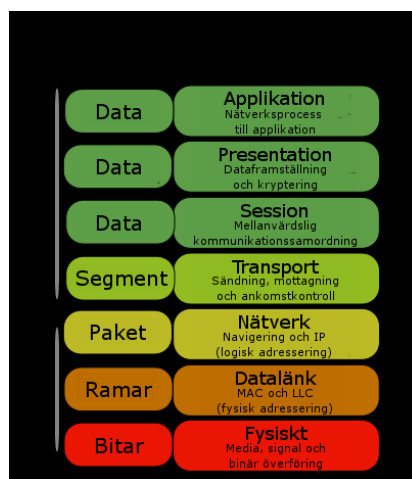 Data
Applikation
Nätverksprocess
till applikation
Data
Presentation
Dataframställning
och kryptering
Data
Session
Mellanvärdslig
kommunikationssamordning
Segment
Transport
Sändning, mottagning
och ankomstkontroll
Paket
Nätverk
Navigering och IP
(logisk adressering)
Ramar
Datalänk
MAC och LLC
(fysisk adressering)
Bitar
Fysiskt
Media, signal och
binär överföring